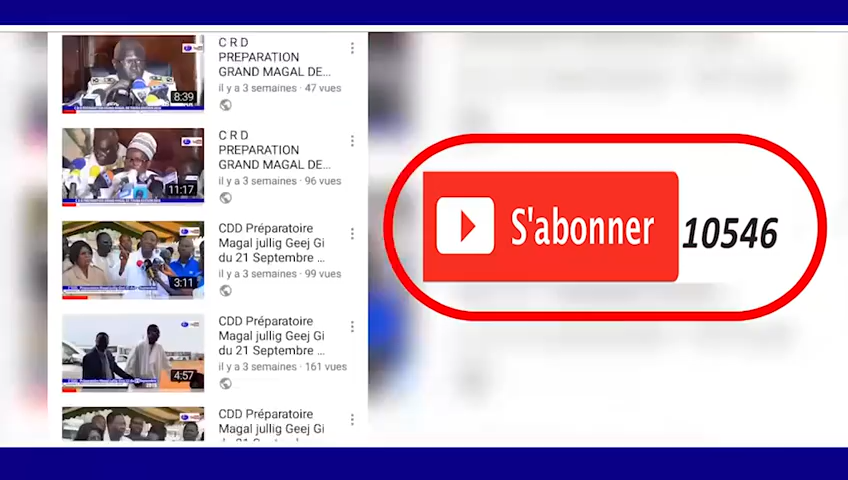 C R D
PREPARATION
GRAND MAGAL DE...
il y a 3 semaines · 47 vues
8:39
C R D
PREPARATION
GRAND MAGAL DE...
il y a 3 semaines · 96 vues
11:17
CDD Préparatoire
Magal jullig Geej Gi
du 21 Septembre ...
il y a 3 semaines · 99 vues
3:11
CDD Préparatoire
Magal jullig Geej Gi
du 21 Septembre ...
il y a 3 semaines · 161 vues
4:57
CDD Préparatoire
Magal jullig Geej Gi
S'abonner 10546